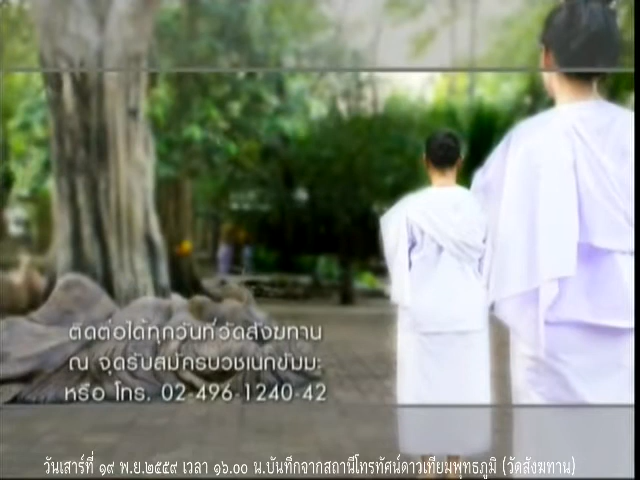 ติดต่อได้ทุกวันที่วัดสังฆทาน
ณ จุดรับสมัครบวชเนกขัมมะ
หรือ โทร. 02-496-1240-42
วันเสาร์ที่ ๑๙ พ.ย.๒๕๕๙ เวลา ๑๖.๐๐ น.บันทึกจากสถานีโทรทัศน์ดาวเทียมพุทธภูมิ (วัดสังฆทาน)